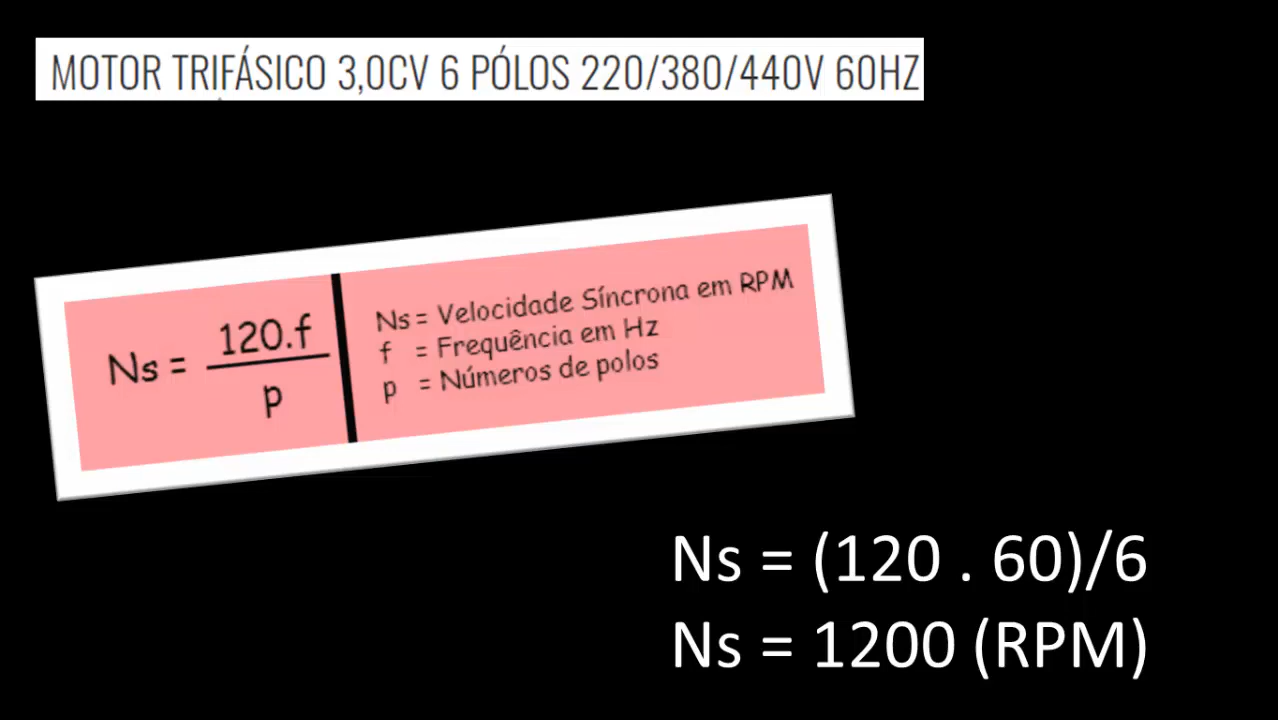 MOTOR TRIFÁSICO 3,0CV 6 PÓLOS 220/380/440V 60HZ
Ns = 120.f / p
Ns = Velocidade Síncrona em RPM
f = Frequência em Hz
p = Números de polos
Ns = (120 . 60)/6
Ns = 1200 (RPM)